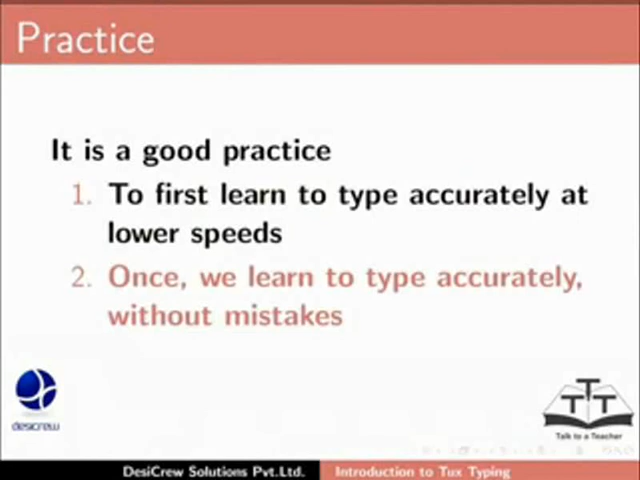 Practice
It is a good practice
1. To first learn to type accurately at
lower speeds
2. Once, we learn to type accurately,
without mistakes
desicrew
TTT
Talk to a Teacher
DesiCrew Solutions Pvt.Ltd. Introduction to Tux Typing